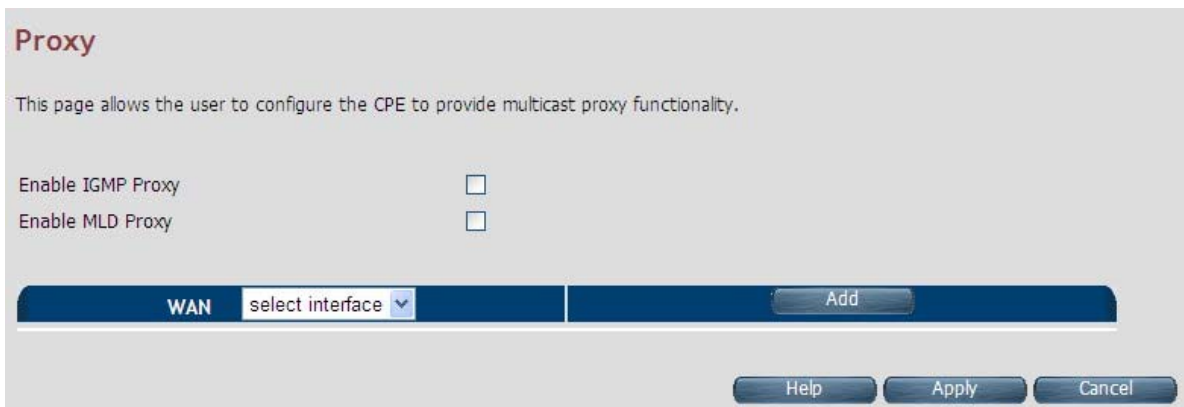 Proxy
This page allows the user to configure the CPE to provide multicast proxy functionality.
Enable IGMP Proxy
Enable MLD Proxy
WAN select interface Add
Help Apply Cancel